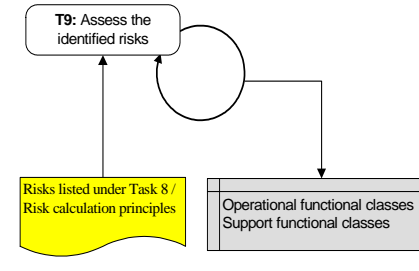 T9: Assess the
identified risks
Risks listed under Task 8 /
Risk calculation principles
Operational functional classes
Support functional classes